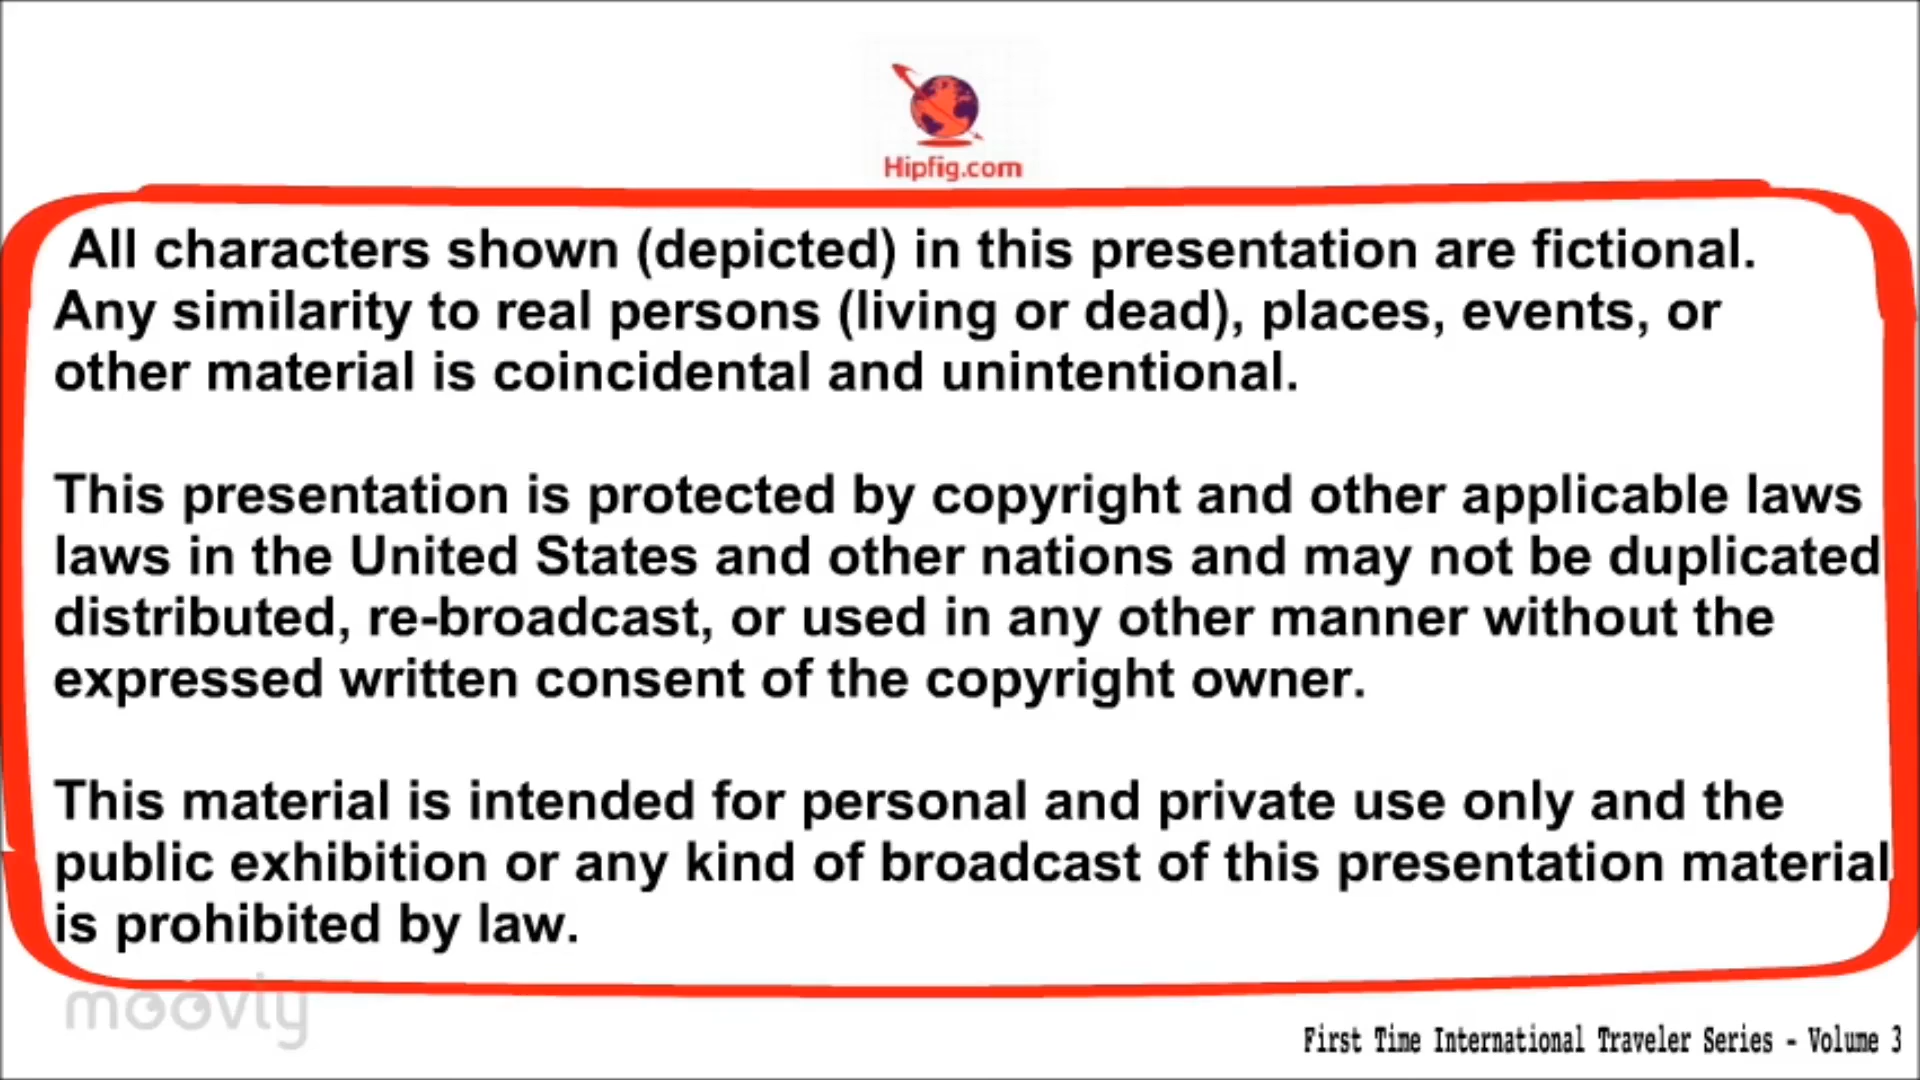 Hipfig.com
All characters shown (depicted) in this presentation are fictional.
Any similarity to real persons (living or dead), places, events, or
other material is coincidental and unintentional.
This presentation is protected by copyright and other applicable laws
laws in the United States and other nations and may not be duplicated
distributed, re-broadcast, or used in any other manner without the
expressed written consent of the copyright owner.
This material is intended for personal and private use only and the
public exhibition or any kind of broadcast of this presentation material
is prohibited by law.
moovly
First Time International Traveler Series - Volume 3